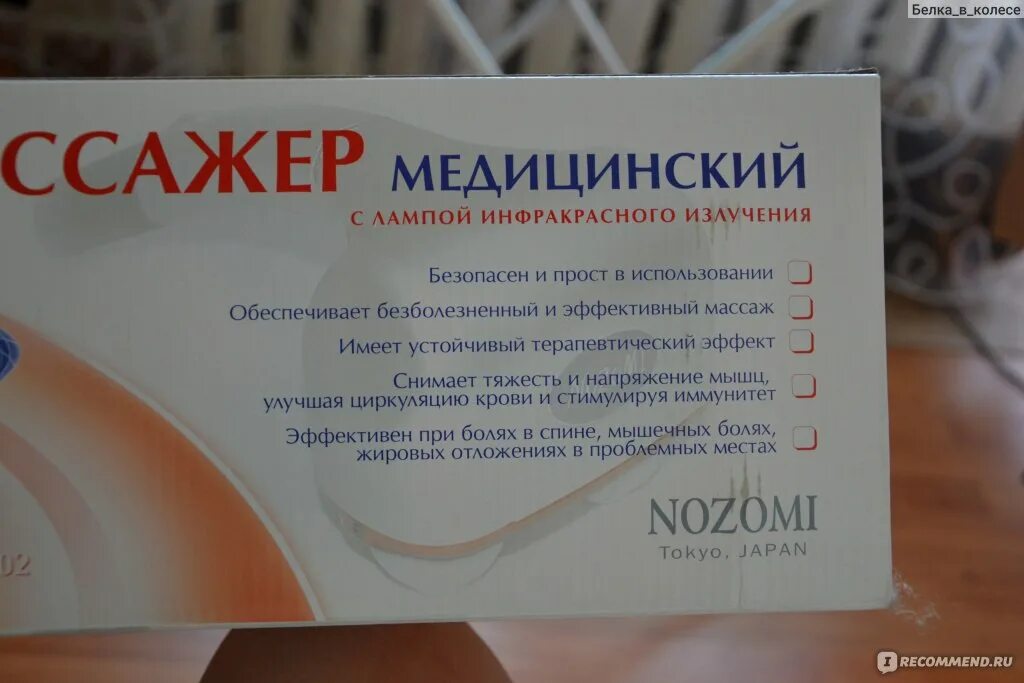 Белка_в_колесе
ССАЖЕР МЕДИЦИНСКИЙ
С ЛАМПОЙ ИНФРАКРАСНОГО ИЗЛУЧЕНИЯ
Безопасен и прост в использовании
Обеспечивает безболезненный и эффективный массаж
Имеет устойчивый терапевтический эффект
Снимает тяжесть и напряжение мышц,
улучшая циркуляцию крови и стимулируя иммунитет
Эффективен при болях в спине, мышечных болях,
жировых отложениях в проблемных местах
NOZOMI
Tokyo, JAPAN
02
IRECOMMEND.RU